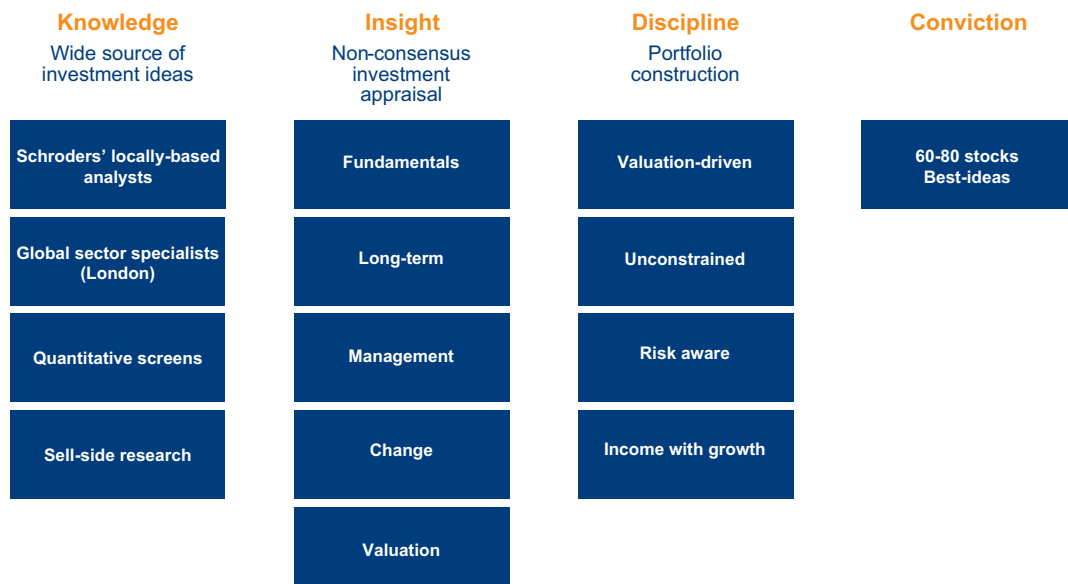 Knowledge
Wide source of
investment ideas
Schroders’ locally-based
analysts
Global sector specialists
(London)
Quantitative screens
Sell-side research
Insight
Non-consensus
investment
appraisal
Fundamentals
Long-term
Management
Change
Valuation
Discipline
Portfolio
construction
Valuation-driven
Unconstrained
Risk aware
Income with growth
Conviction
60-80 stocks
Best-ideas